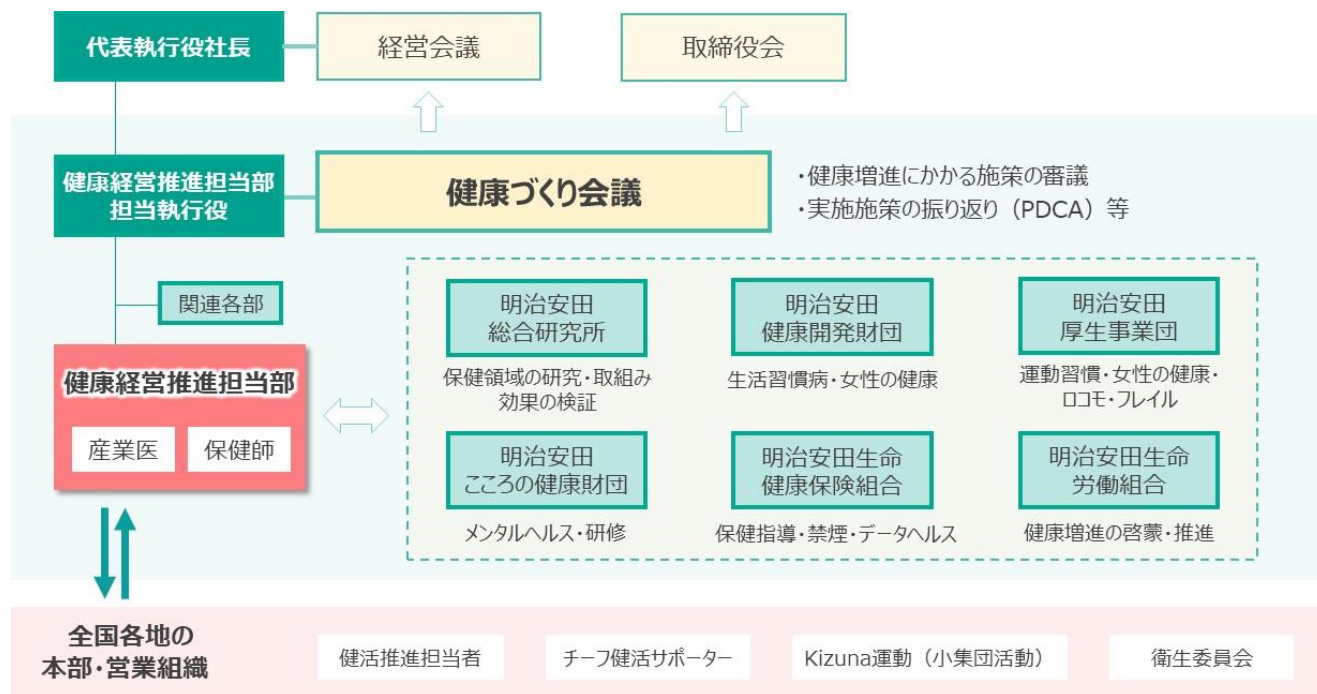 代表執行役社長
経営会議
取締役会
健康経営推進担当部
担当執行役
健康づくり会議
・健康増進にかかる施策の審議
・実施施策の振り返り（PDCA）等
関連各部
明治安田
総合研究所
保健領域の研究・取組み
効果の検証
明治安田
健康開発財団
生活習慣病・女性の健康
明治安田
厚生事業団
運動習慣・女性の健康・
ロコモ・フレイル
健康経営推進担当部
産業医
保健師
明治安田
こころの健康財団
メンタルヘルス・研修
明治安田生命
健康保険組合
保健指導・禁煙・データヘルス
明治安田生命
労働組合
健康増進の啓蒙・推進
全国各地の
本部・営業組織
健活推進担当者
チーフ健活サポーター
Kizuna運動（小集団活動）
衛生委員会